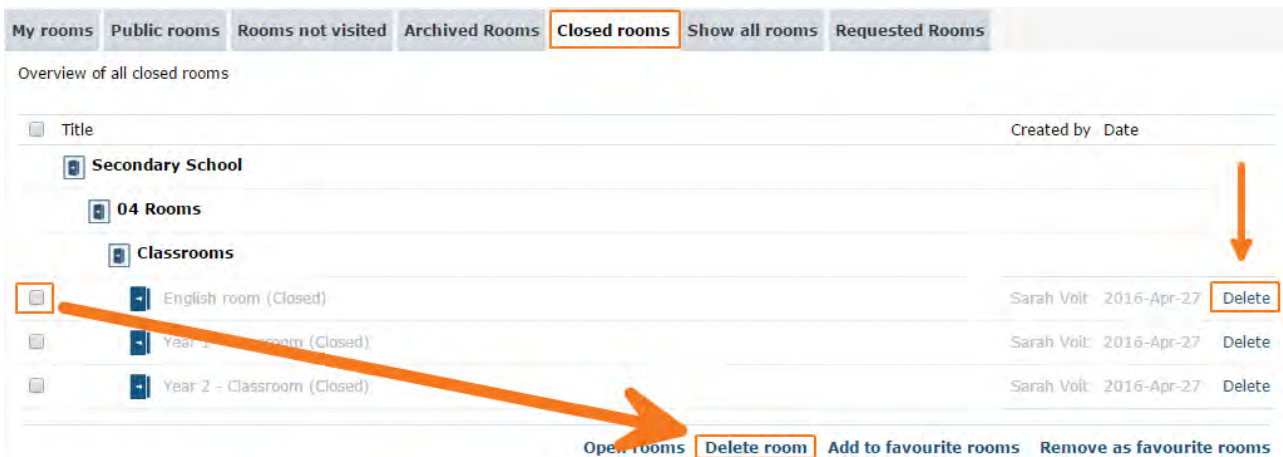 My rooms Public rooms Rooms not visited Archived Rooms Closed rooms Show all rooms Requested Rooms
Overview of all closed rooms
Title Created by Date
Secondary School
04 Rooms
Classrooms
English room (Closed) Sarah Voit 2016-Apr-27 Delete
Year (Closed) Sarah Voit 2016-Apr-27 Delete
Year 2 - Classroom (Closed) Sarah Voit 2016-Apr-27 Delete
Open rooms Delete room Add to favourite rooms Remove as favourite rooms